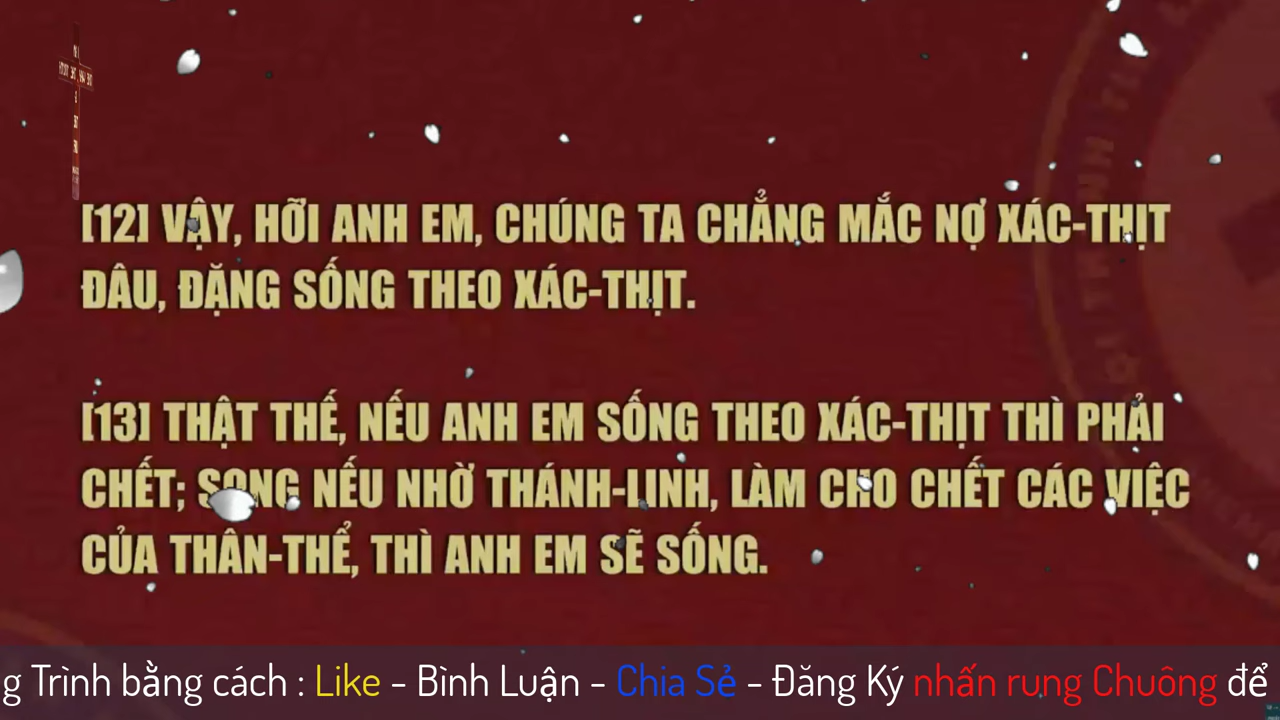 [12] VẬY, HỠI ANH EM, CHÚNG TA CHẲNG MẮC NỢ XÁC-THỊT
ĐÂU, ĐẶNG SỐNG THEO XÁC-THỊT.
[13] THẬT THẾ, NẾU ANH EM SỐNG THEO XÁC-THỊT THÌ PHẢI
CHẾT; SONG NẾU NHỜ THÁNH-LINH, LÀM CHO CHẾT CÁC VIỆC
CỦA THÂN-THỂ, THÌ ANH EM SẼ SỐNG.
g Trình bằng cách : Like - Bình Luận - Chia Sẻ - Đăng Ký nhấn rung Chuông để